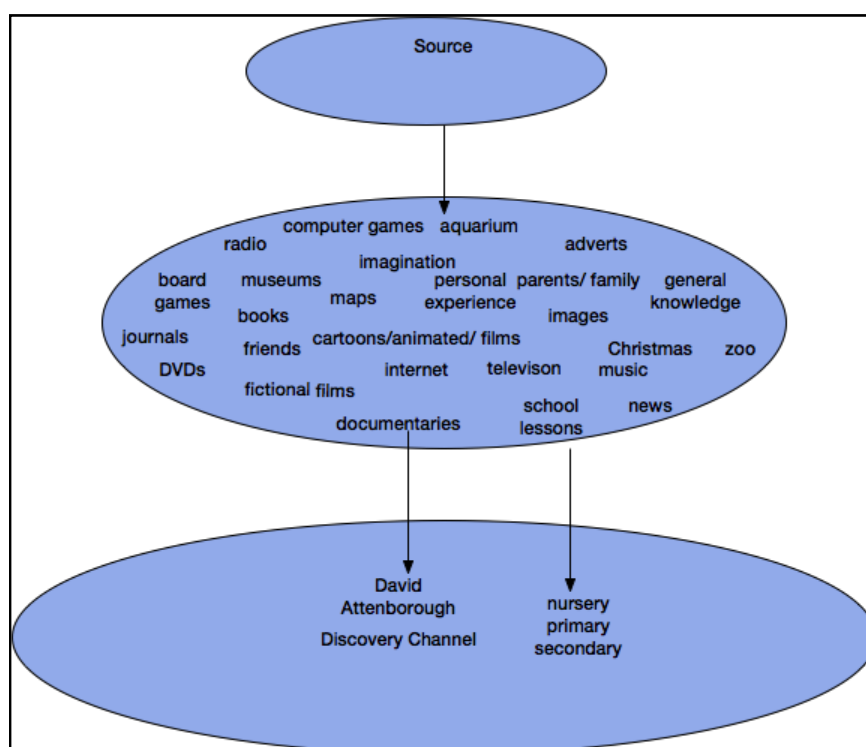 Source
computer games aquarium
radio adverts
imagination
board museums personal parents/ family general
games maps experience knowledge
books images
journals cartoons/animated/ films
friends Christmas zoo
DVDs internet televison music
fictional films
school news
documentaries lessons
David
Attenborough nursery
primary
Discovery Channel secondary